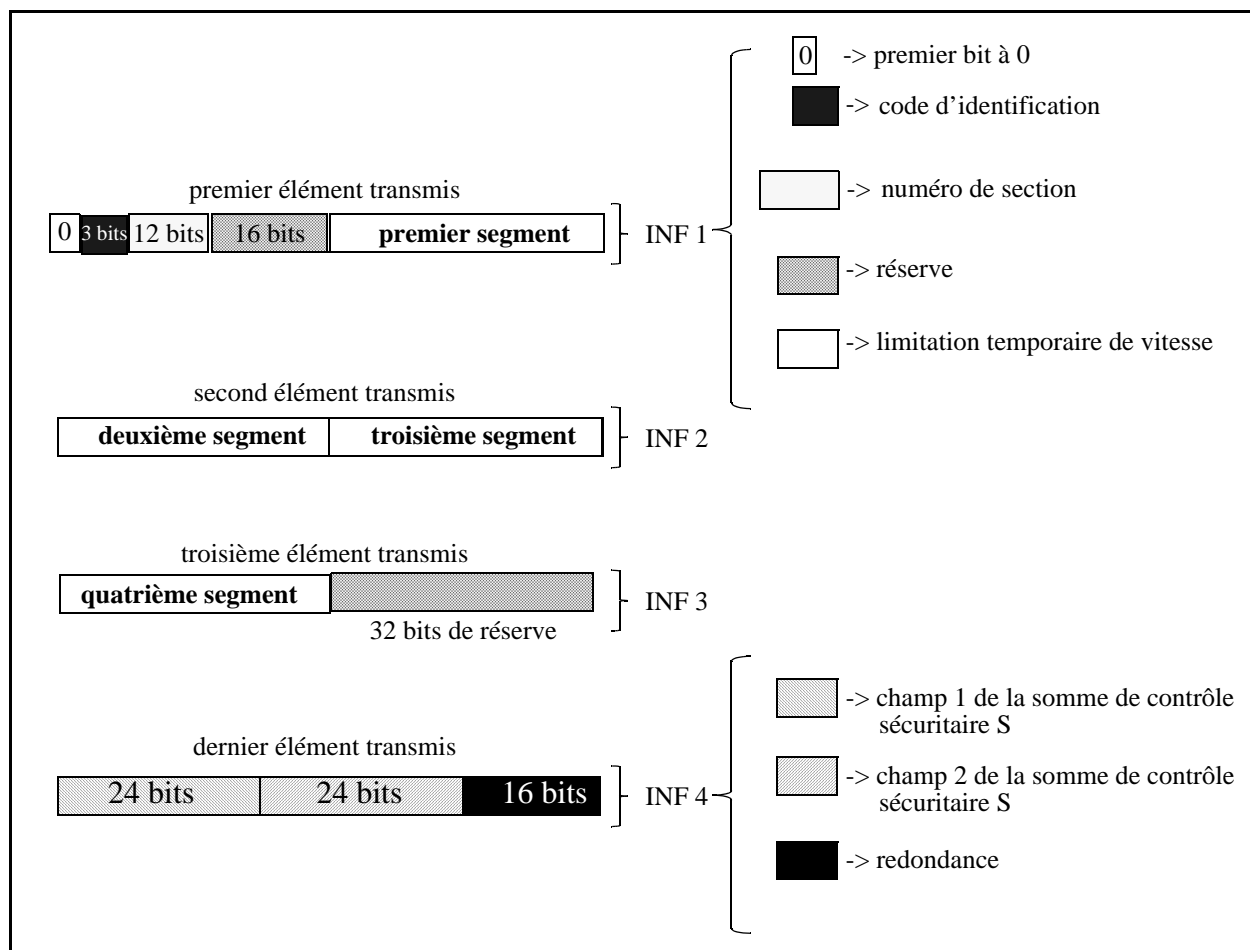 premier élément transmis
0 3 bits 12 bits 16 bits premier segment
INF 1
0 -> premier bit à 0
-> code d'identification
-> numéro de section
-> réserve
-> limitation temporaire de vitesse
second élément transmis
deuxième segment troisième segment
INF 2
troisième élément transmis
quatrième segment
32 bits de réserve
INF 3
dernier élément transmis
24 bits 24 bits 16 bits
INF 4
-> champ 1 de la somme de contrôle
sécuritaire S
-> champ 2 de la somme de contrôle
sécuritaire S
-> redondance